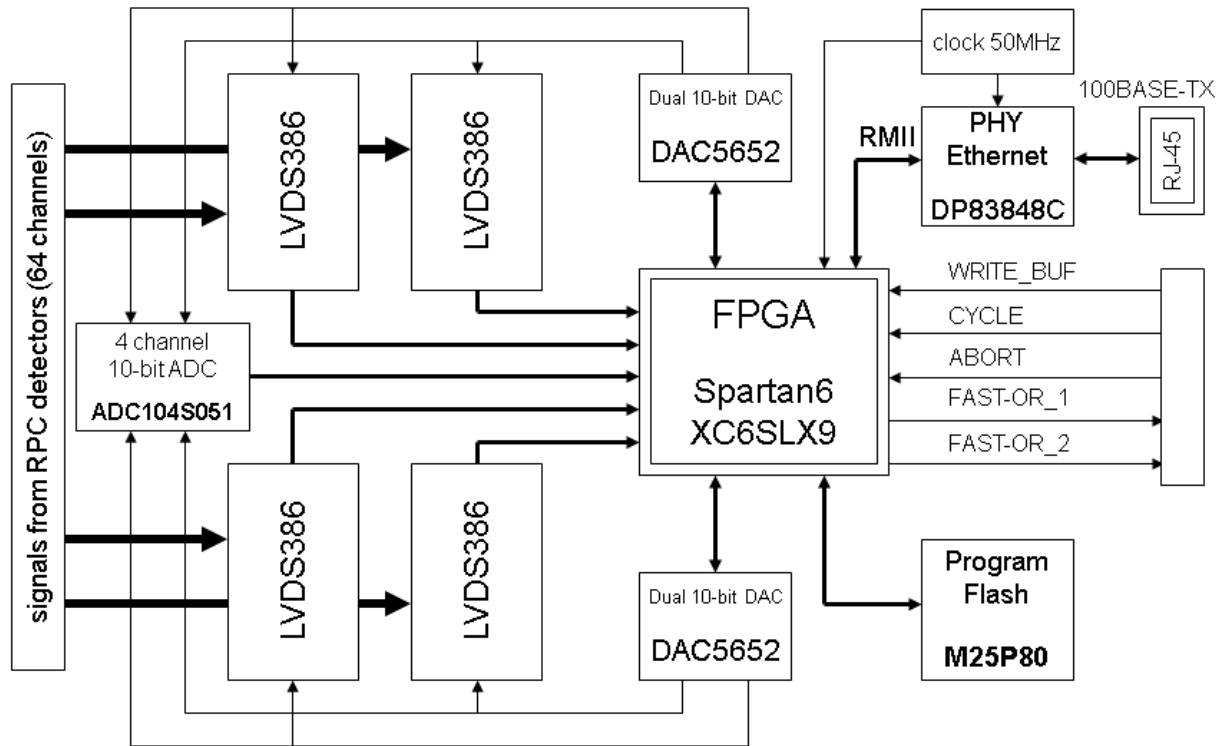 signals from RPC detectors (64 channels)
LVDS386
LVDS386
Dual 10-bit DAC
DAC5652
clock 50MHz
100BASE-TX
RMII
PHY
Ethernet
DP83848C
RJ-45
4 channel
10-bit ADC
ADC104S051
FPGA
Spartan6
XC6SLX9
WRITE_BUF
CYCLE
ABORT
FAST-OR_1
FAST-OR_2
LVDS386
LVDS386
Dual 10-bit DAC
DAC5652
Program
Flash
M25P80